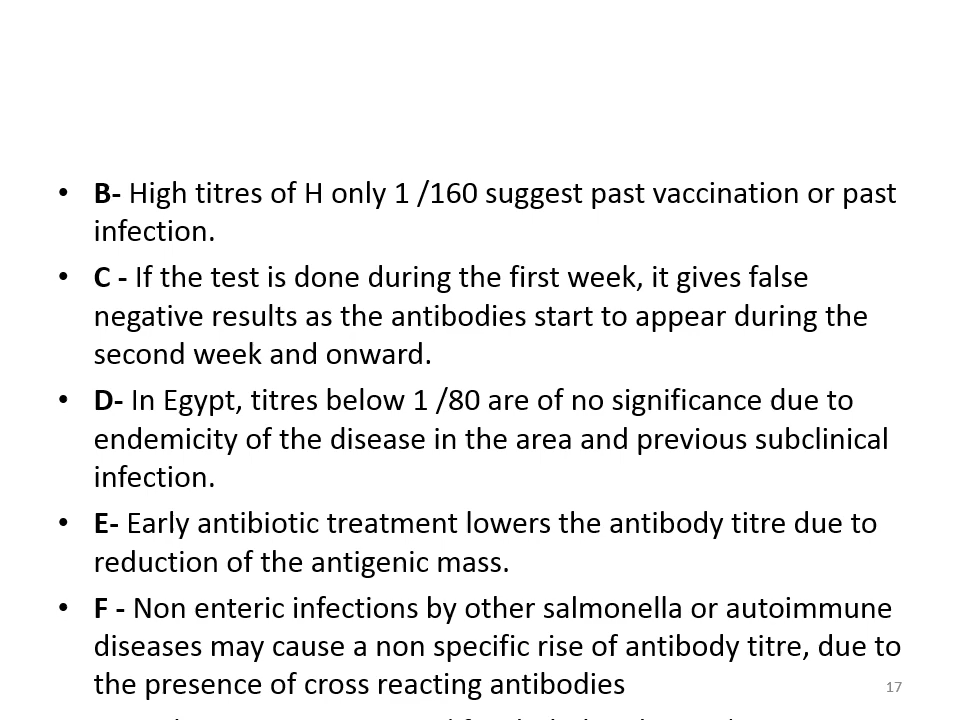 • B- High titres of H only 1 /160 suggest past vaccination or past
infection.
• C - If the test is done during the first week, it gives false
negative results as the antibodies start to appear during the
second week and onward.
• D- In Egypt, titres below 1 /80 are of no significance due to
endemicity of the disease in the area and previous subclinical
infection.
• E- Early antibiotic treatment lowers the antibody titre due to
reduction of the antigenic mass.
• F - Non enteric infections by other salmonella or autoimmune
diseases may cause a non specific rise of antibody titre, due to
the presence of cross reacting antibodies
17